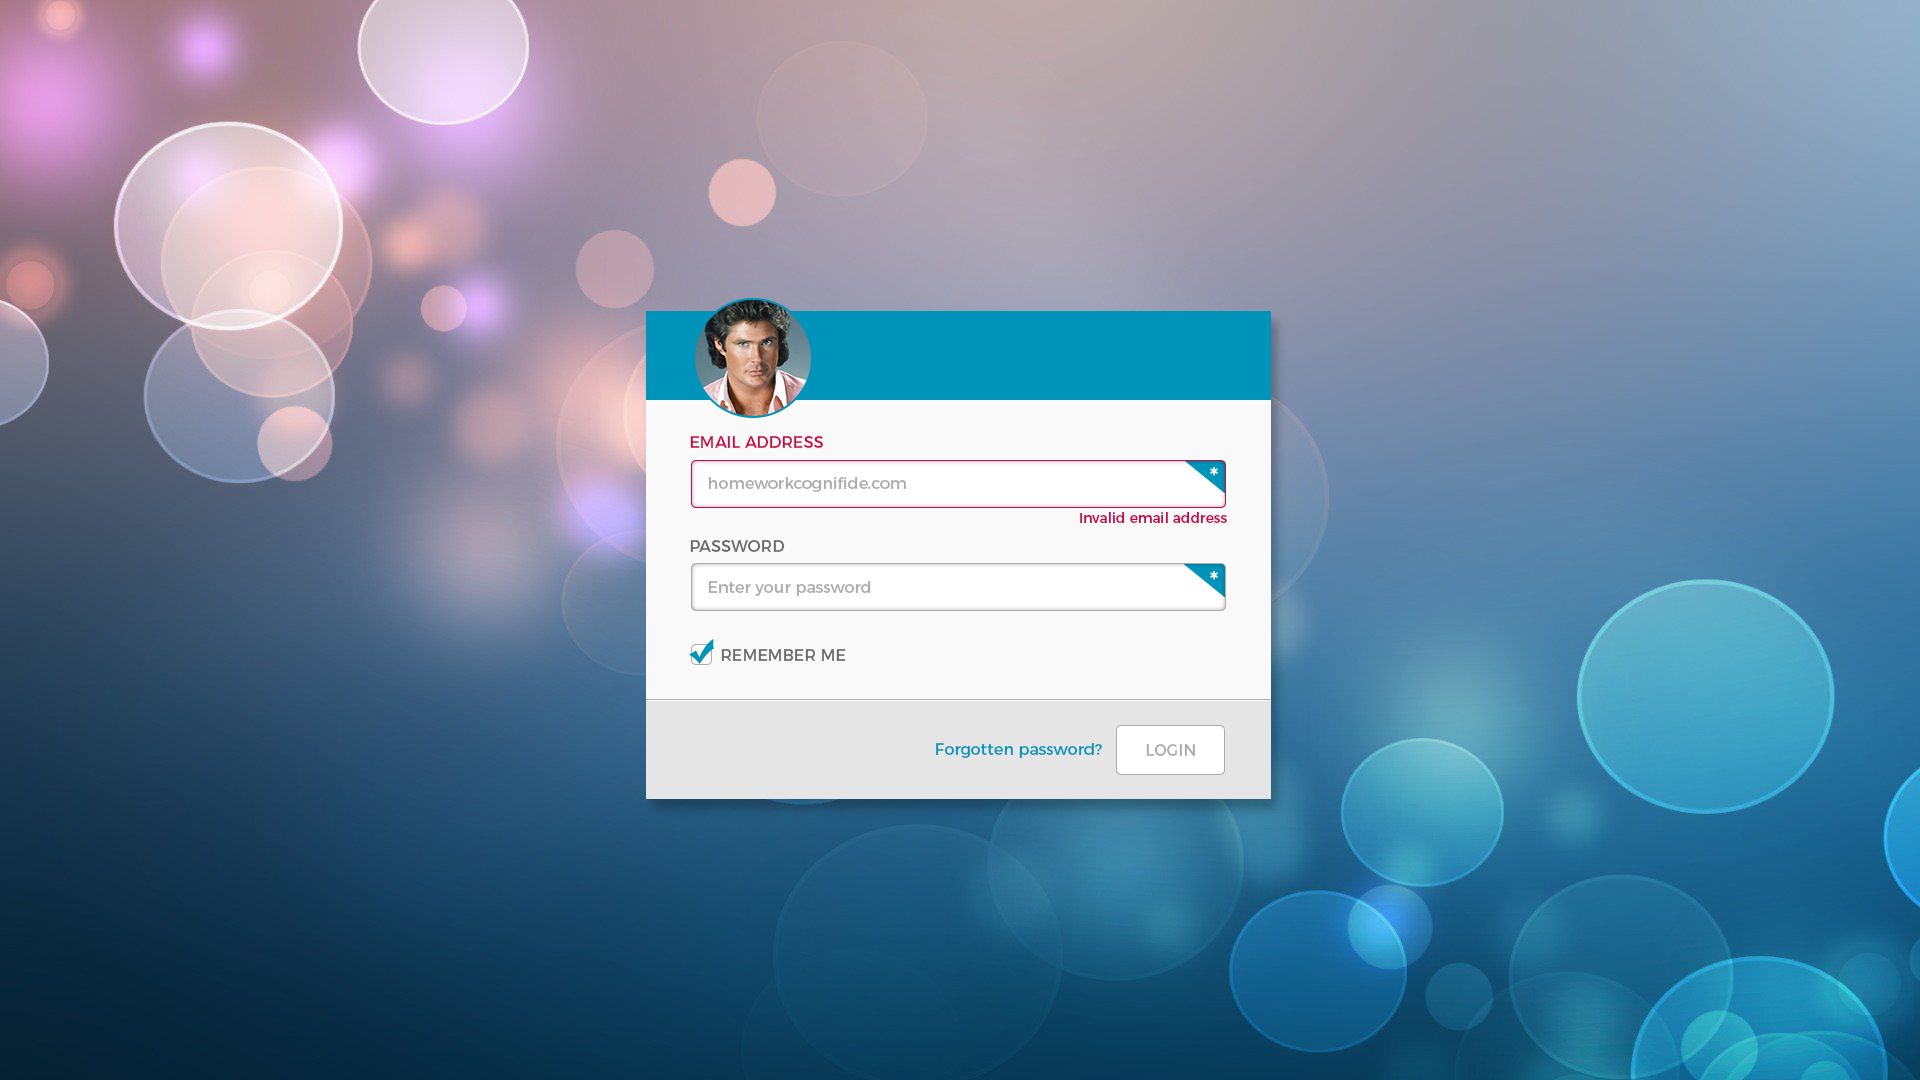 EMAIL ADDRESS
homeworkcognifide.com
*
Invalid email address
PASSWORD
Enter your password
*
REMEMBER ME
Forgotten password?
LOGIN